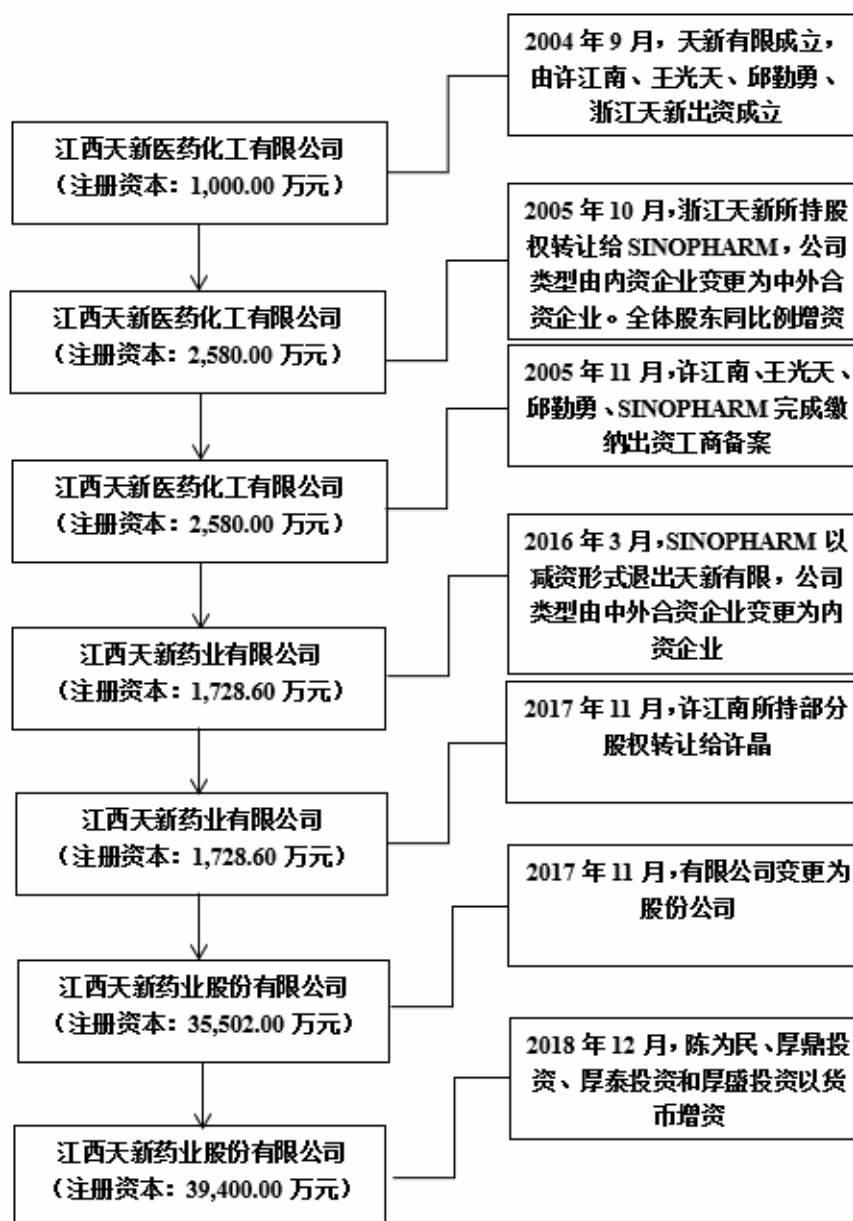 2004 年 9 月，天新有限成立，
由许江南、王光天、邱勤勇、
浙江天新出资成立
江西天新医药化工有限公司
（注册资本：1,000.00 万元）
2005 年 10 月，浙江天新所持股
权转让给 SINOPHARM，公司
类型由内资企业变更为中外合
资企业。全体股东同比例增资
江西天新医药化工有限公司
（注册资本：2,580.00 万元）
2005 年 11 月，许江南、王光天、
邱勤勇、SINOPHARM 完成缴
纳出资工商备案
江西天新医药化工有限公司
（注册资本：2,580.00 万元）
2016 年 3 月，SINOPHARM 以
减资形式退出天新有限，公司
类型由中外合资企业变更为内
资企业
江西天新药业有限公司
（注册资本：1,728.60 万元）
2017 年 11 月，许江南所持部分
股权转让给许晶
江西天新药业有限公司
（注册资本：1,728.60 万元）
2017 年 11 月，有限公司变更为
股份公司
江西天新药业股份有限公司
（注册资本：35,502.00 万元）
2018 年 12 月，陈为民、厚鼎投
资、厚泰投资和厚盛投资以货
币增资
江西天新药业股份有限公司
（注册资本：39,400.00 万元）